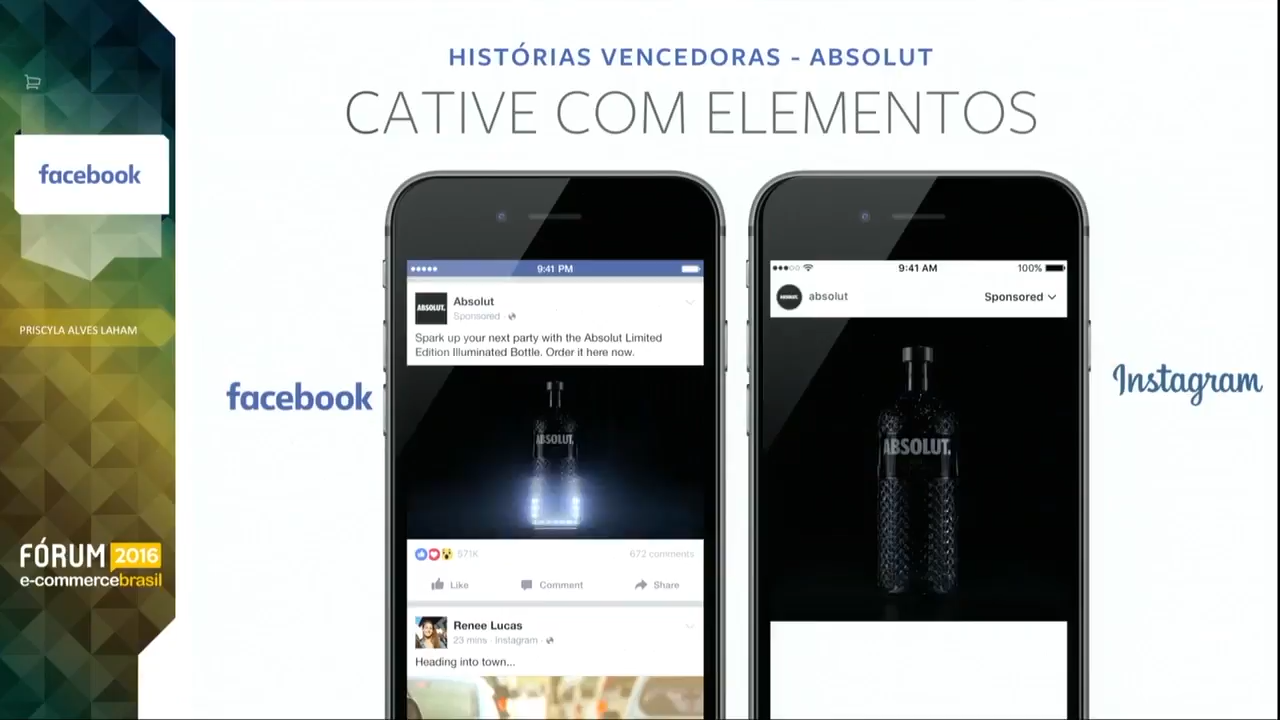 HISTÓRIAS VENCEDORAS - ABSOLUT
CATIVE COM ELEMENTOS
facebook
PRISCYLA ALVES LAHAM
FÓRUM 2016
e-commercebrasil
facebook
9:41 PM
ABSOLUT.
Absolut
Sponsored ·
Spark up your next party with the Absolut Limited
Edition Illuminated Bottle. Order it here now.
ABSOLUT.
571K
672 comments
Like
Comment
Share
Renee Lucas
23 mins · Instagram ·
Heading into town...
9:41 AM
100%
ABSOLUT.
absolut
Sponsored
ABSOLUT.
Instagram